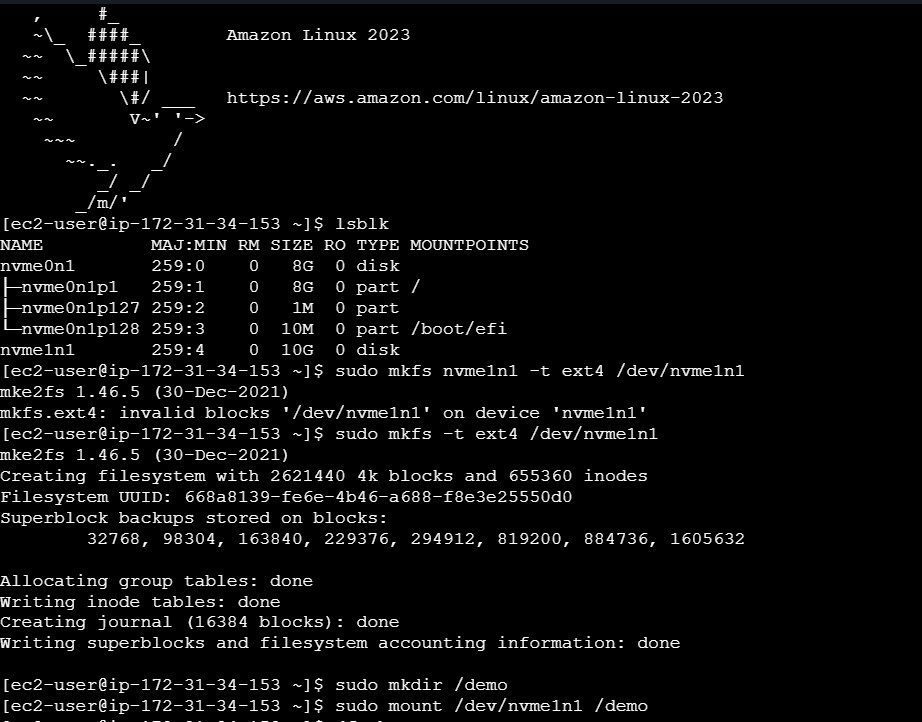 ,     #_
   ~\_  ####_        Amazon Linux 2023
  ~~  \_#####\
  ~~     \###|
  ~~       \#/ ___   https://aws.amazon.com/linux/amazon-linux-2023
   ~~       V~' '->
    ~~~         /
      ~~._.   _/
         _/ _/
       _/m/'
[ec2-user@ip-172-31-34-153 ~]$ lsblk
NAME          MAJ:MIN RM SIZE RO TYPE MOUNTPOINTS
nvme0n1       259:0    0   8G  0 disk
├─nvme0n1p1   259:1    0   8G  0 part /
├─nvme0n1p127 259:2    0   1M  0 part
└─nvme0n1p128 259:3    0  10M  0 part /boot/efi
nvme1n1       259:4    0  10G  0 disk
[ec2-user@ip-172-31-34-153 ~]$ sudo mkfs nvme1n1 -t ext4 /dev/nvme1n1
mke2fs 1.46.5 (30-Dec-2021)
mkfs.ext4: invalid blocks '/dev/nvme1n1' on device 'nvme1n1'
[ec2-user@ip-172-31-34-153 ~]$ sudo mkfs -t ext4 /dev/nvme1n1
mke2fs 1.46.5 (30-Dec-2021)
Creating filesystem with 2621440 4k blocks and 655360 inodes
Filesystem UUID: 668a8139-fe6e-4b46-a688-f8e3e25550d0
Superblock backups stored on blocks:
        32768, 98304, 163840, 229376, 294912, 819200, 884736, 1605632

Allocating group tables: done
Writing inode tables: done
Creating journal (16384 blocks): done
Writing superblocks and filesystem accounting information: done

[ec2-user@ip-172-31-34-153 ~]$ sudo mkdir /demo
[ec2-user@ip-172-31-34-153 ~]$ sudo mount /dev/nvme1n1 /demo